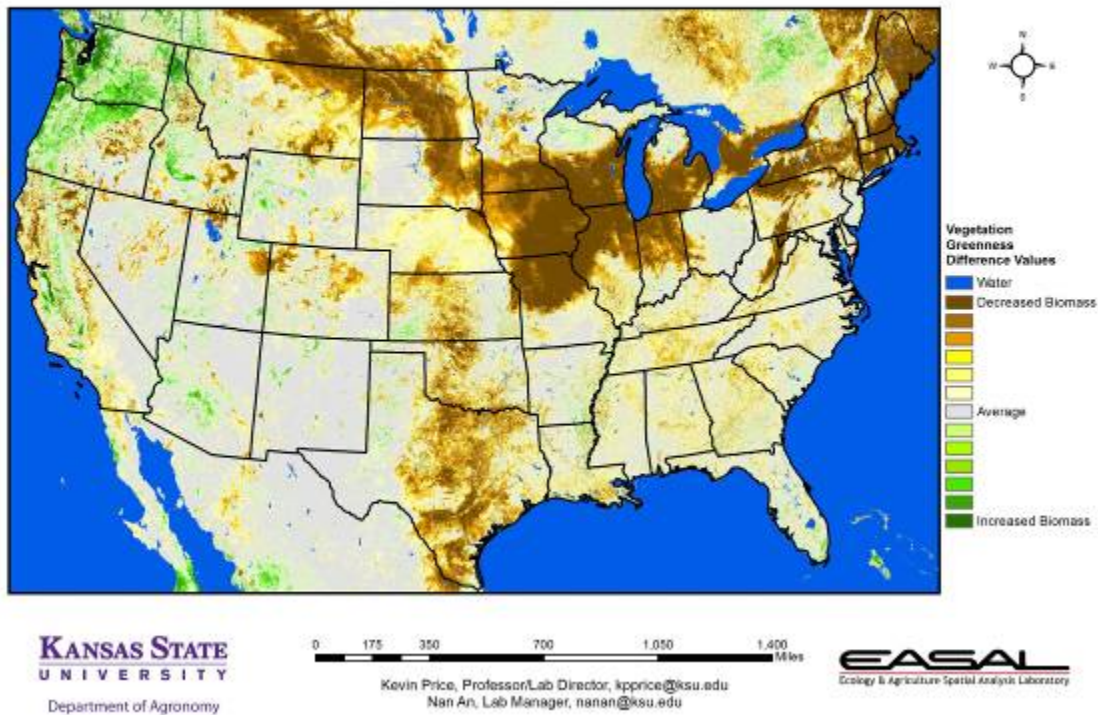 N
W E
S
Vegetation
Greenness
Difference Values
Water
Decreased Biomass
Average
Increased Biomass
KANSAS STATE
UNIVERSITY
Department of Agronomy
0 175 350 700 1,050 1,400
Miles
Kevin Price, Professor/Lab Director, kpprice@ksu.edu
Nan An, Lab Manager, nanan@ksu.edu
EASAL
Ecology & Agriculture Spatial Analysis Laboratory